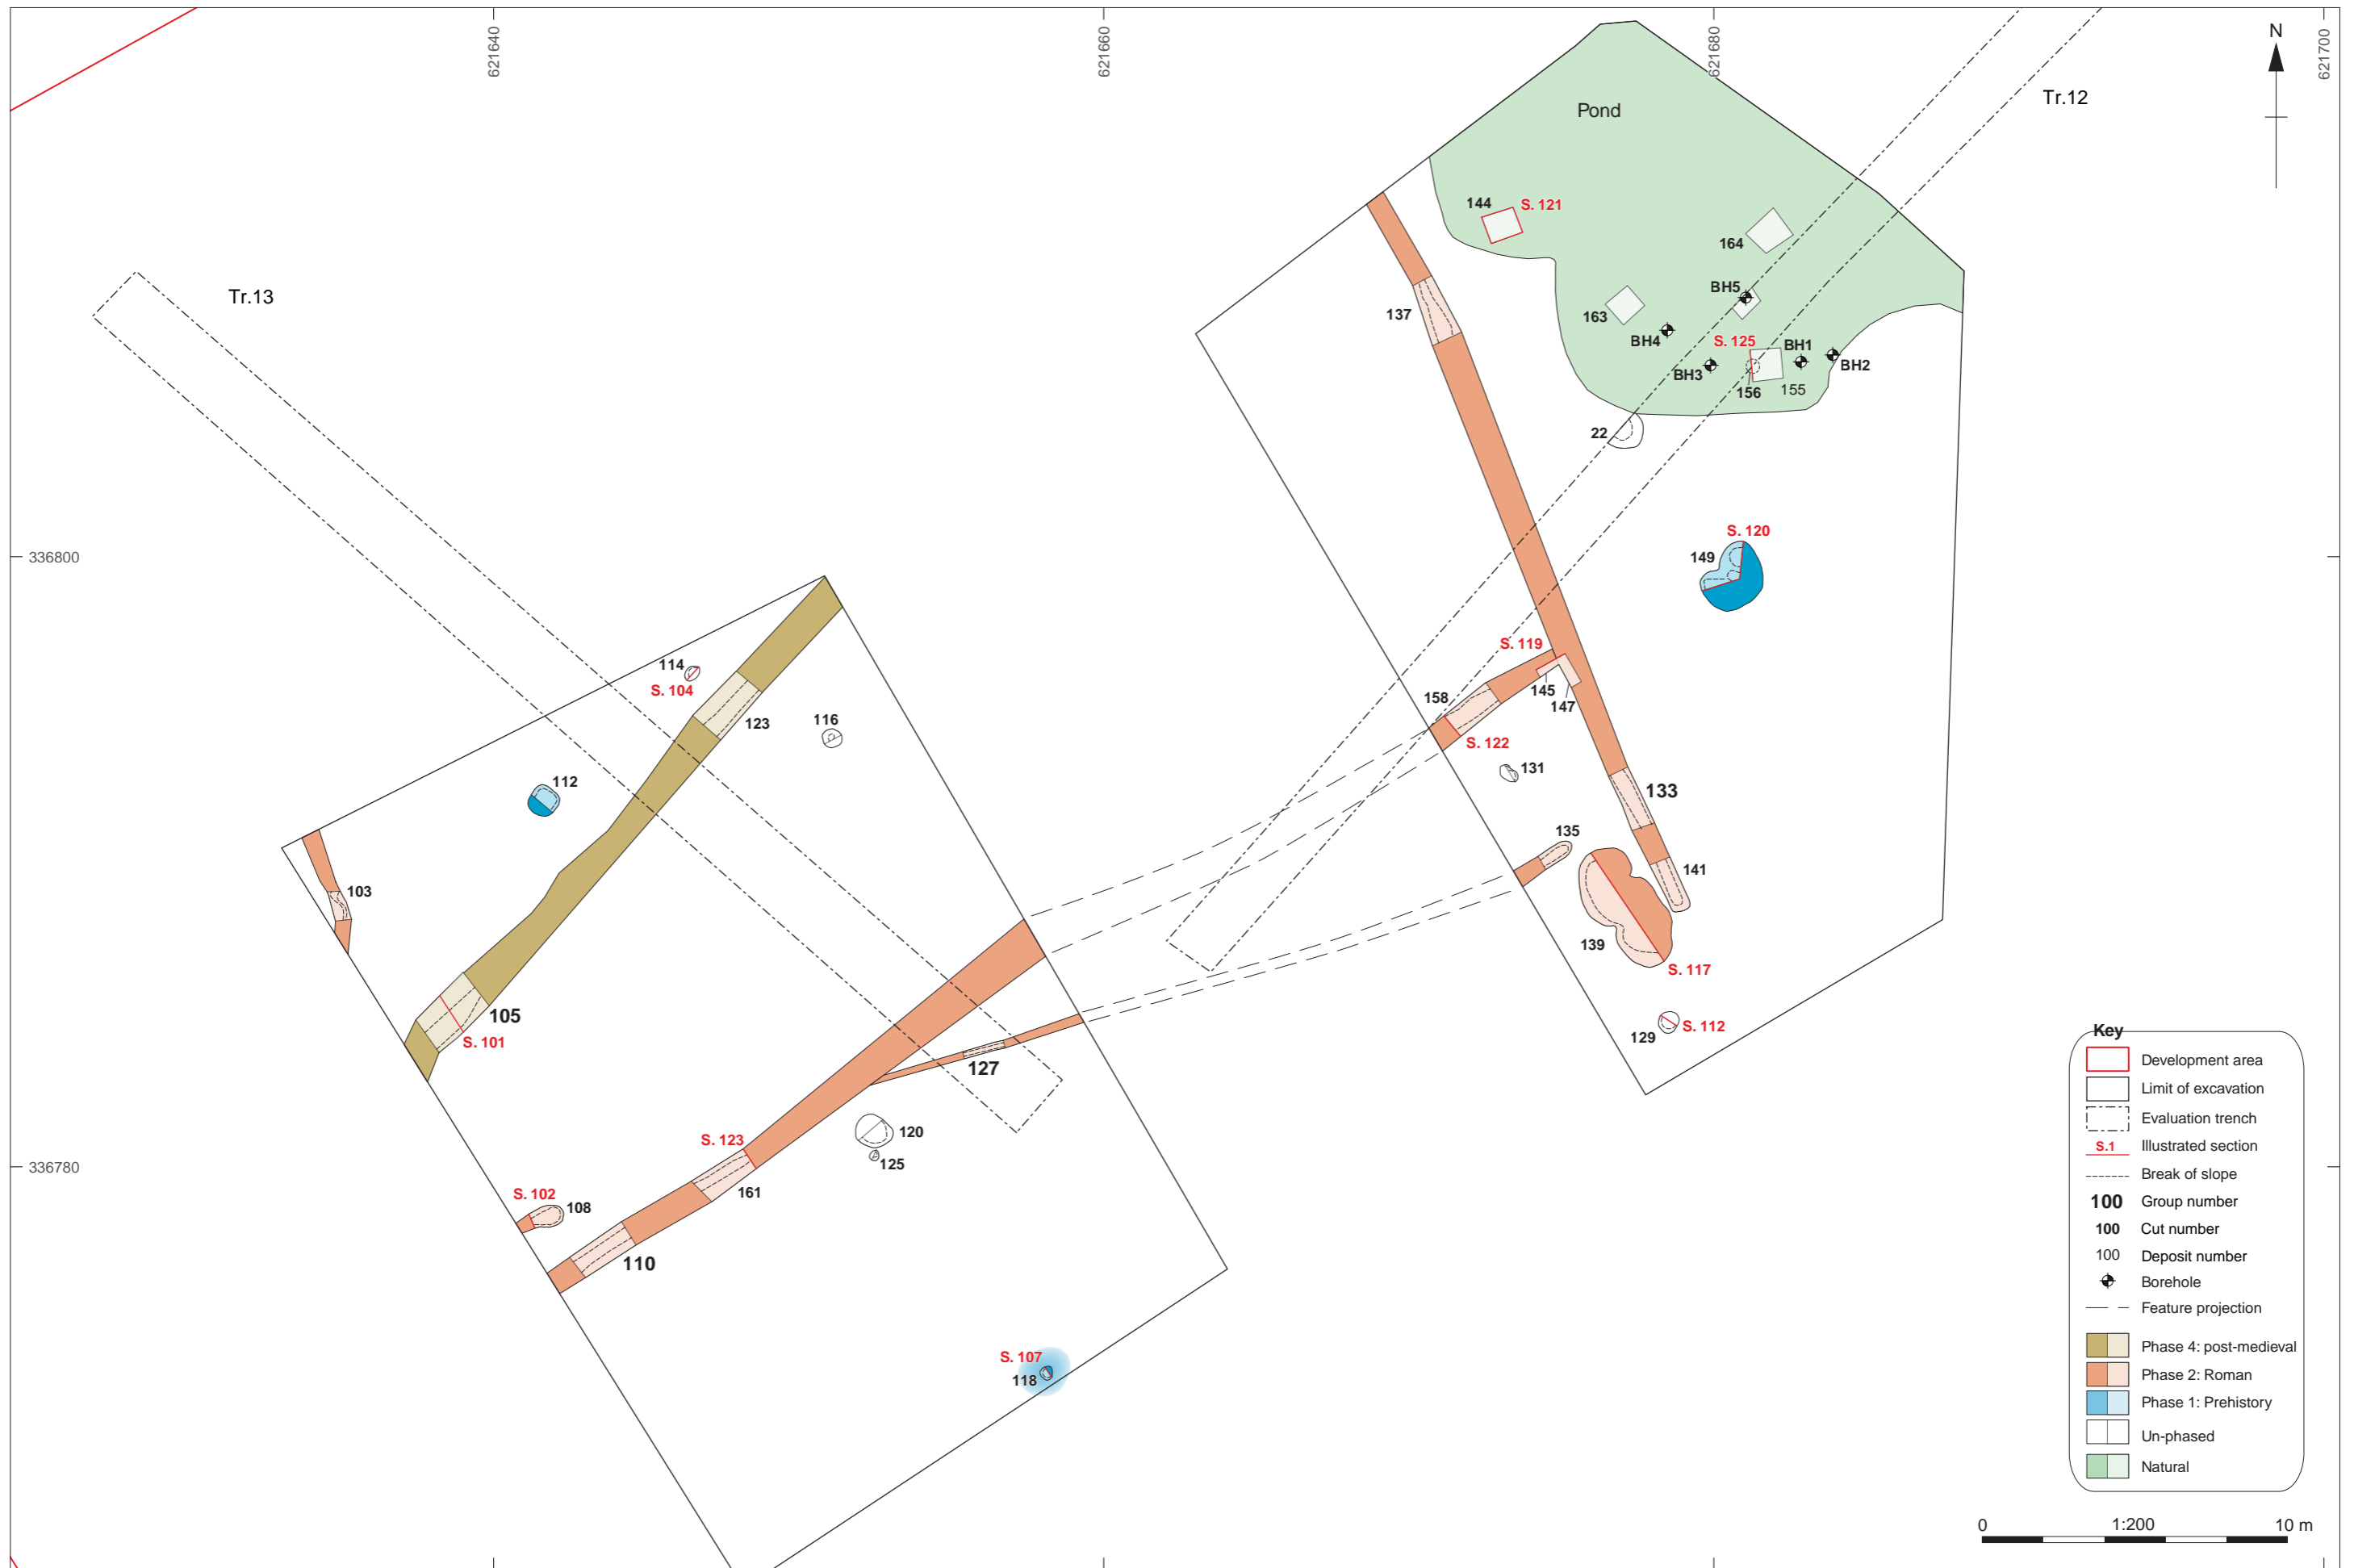 621640
621660
621680
621700
N
Tr.12
Pond
144
S. 121
164
Tr.13
BH5
137
163
BH4
S. 125
BH1
BH3
BH2
156
155
22
S. 120
336800
149
S. 119
114
S. 104
145
158
147
123
116
S. 122
131
112
133
135
103
141
139
S. 117
105
S. 101
129
S. 112
127
120
S. 123
125
161
336780
S. 102
108
110
S. 107
118
Key
Development area
Limit of excavation
Evaluation trench
S.1 Illustrated section
Break of slope
100 Group number
100 Cut number
100 Deposit number
Borehole
Feature projection
Phase 4: post-medieval
Phase 2: Roman
Phase 1: Prehistory
Un-phased
Natural
0 1:200 10 m